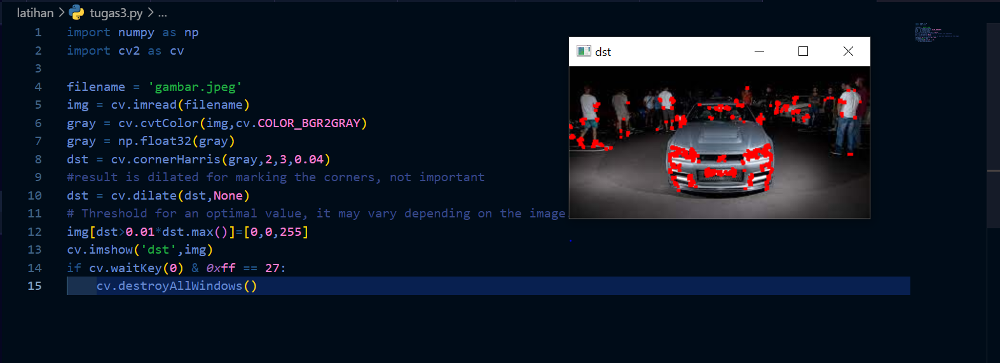 latihan > tugas3.py > ...
1 import numpy as np
2 import cv2 as cv
3
4 filename = 'gambar.jpeg'
5 img = cv.imread(filename)
6 gray = cv.cvtColor(img,cv.COLOR_BGR2GRAY)
7 gray = np.float32(gray)
8 dst = cv.cornerHarris(gray,2,3,0.04)
9 #result is dilated for marking the corners, not important
10 dst = cv.dilate(dst,None)
11 # Threshold for an optimal value, it may vary depending on the image
12 img[dst>0.01*dst.max()]=[0,0,255]
13 cv.imshow('dst',img)
14 if cv.waitKey(0) & 0xff == 27:
15     cv.destroyAllWindows()
dst